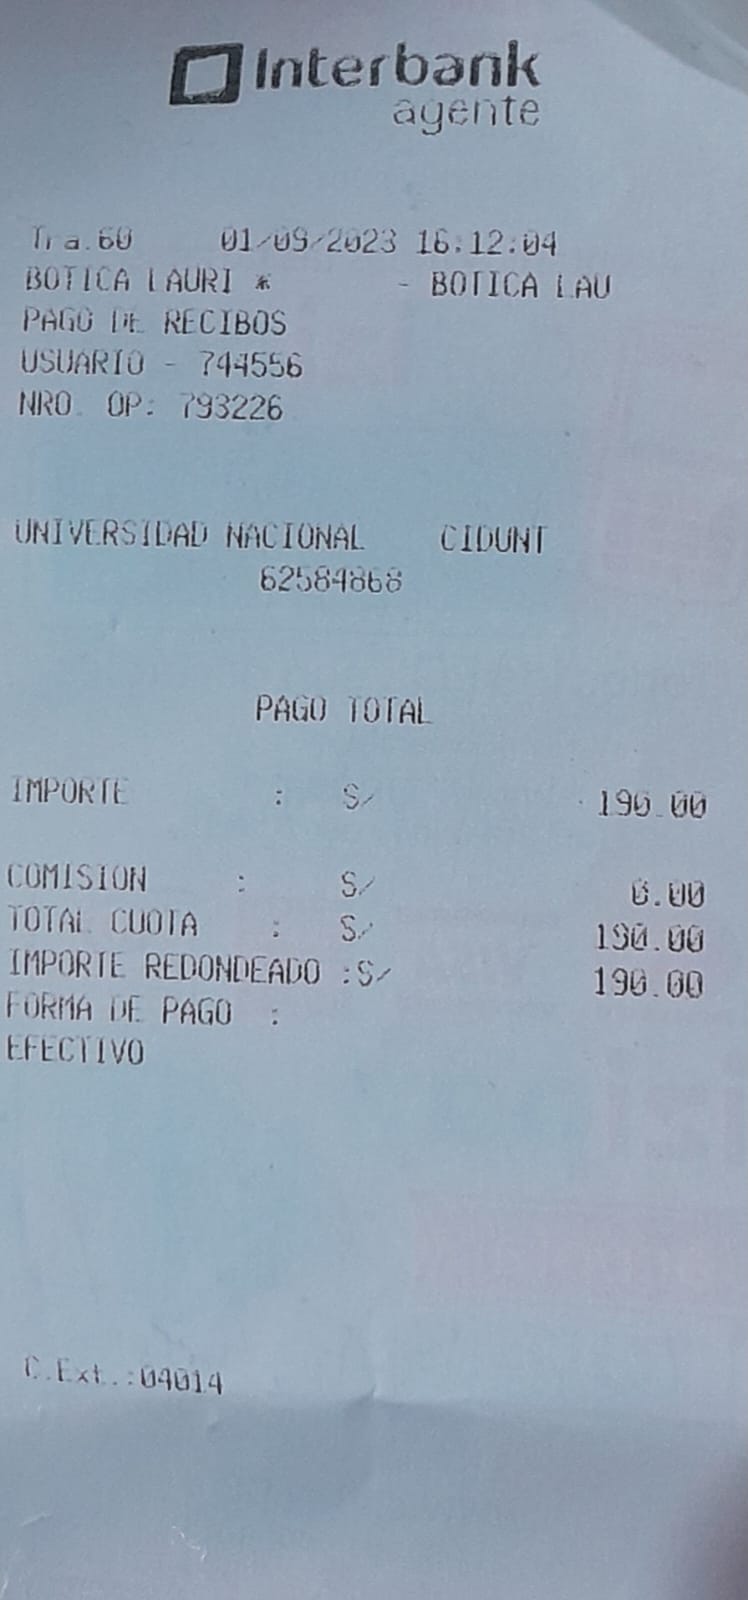 Interbank
agente
Tra.60 01/09/2023 16:12:04
BOTICA LAURI * - BOTICA LAU
PAGO DE RECIBOS
USUARIO - 744556
NRO. OP: 793226
UNIVERSIDAD NACIONAL CIDUNT
62584868
PAGO TOTAL
IMPORTE : S/ 190.00
COMISION : S/ 0.00
TOTAL CUOTA : S/ 190.00
IMPORTE REDONDEADO :S/ 190.00
FORMA DE PAGO :
EFECTIVO
C.Ext.:04014